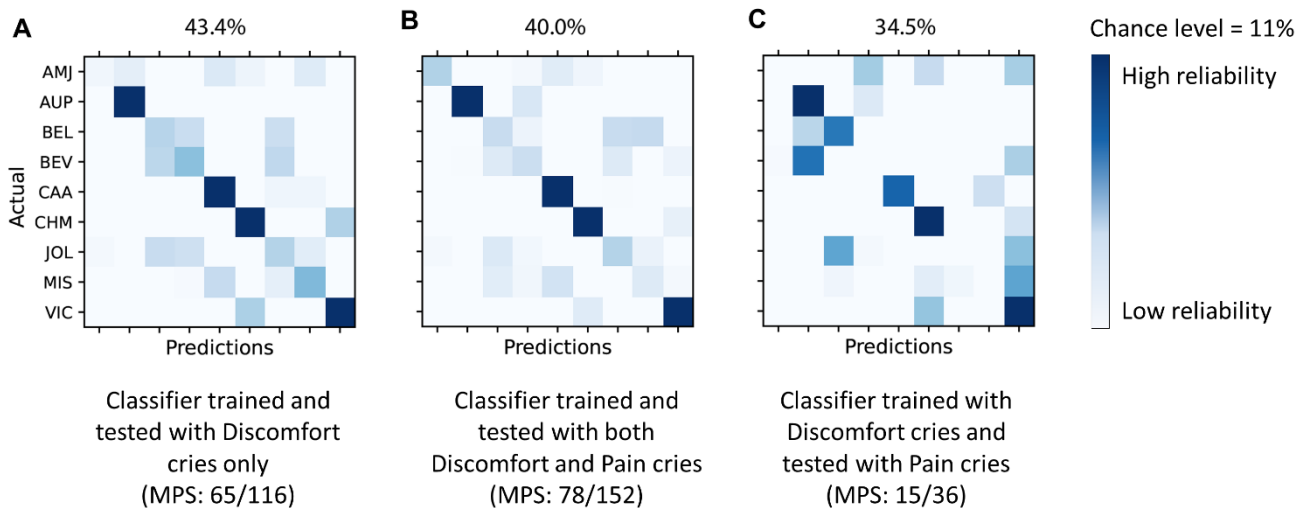 A
43.4%
B
40.0%
C
34.5%
Chance level = 11%
High reliability
Low reliability
Actual
AMJ
AUP
BEL
BEV
CAA
CHM
JOL
MIS
VIC
Predictions
Predictions
Predictions
Classifier trained and
tested with Discomfort
cries only
(MPS: 65/116)
Classifier trained and
tested with both
Discomfort and Pain cries
(MPS: 78/152)
Classifier trained with
Discomfort cries and
tested with Pain cries
(MPS: 15/36)